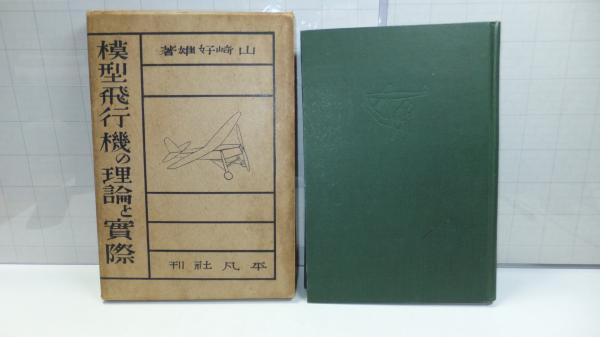 模型飛行機の理論と實際
山崎好雄著
平凡社刊